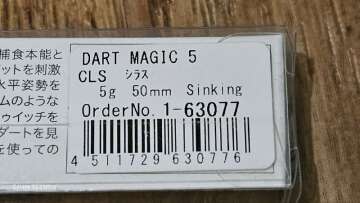 捕食本能と
ットを刺激
水平姿勢を
ムのような
ゥイッチを
ダートを見
を使っての
DART MAGIC 5
CLS シラス
5g 50mm Sinking
OrderNo. 1-63077
4 511729 630776